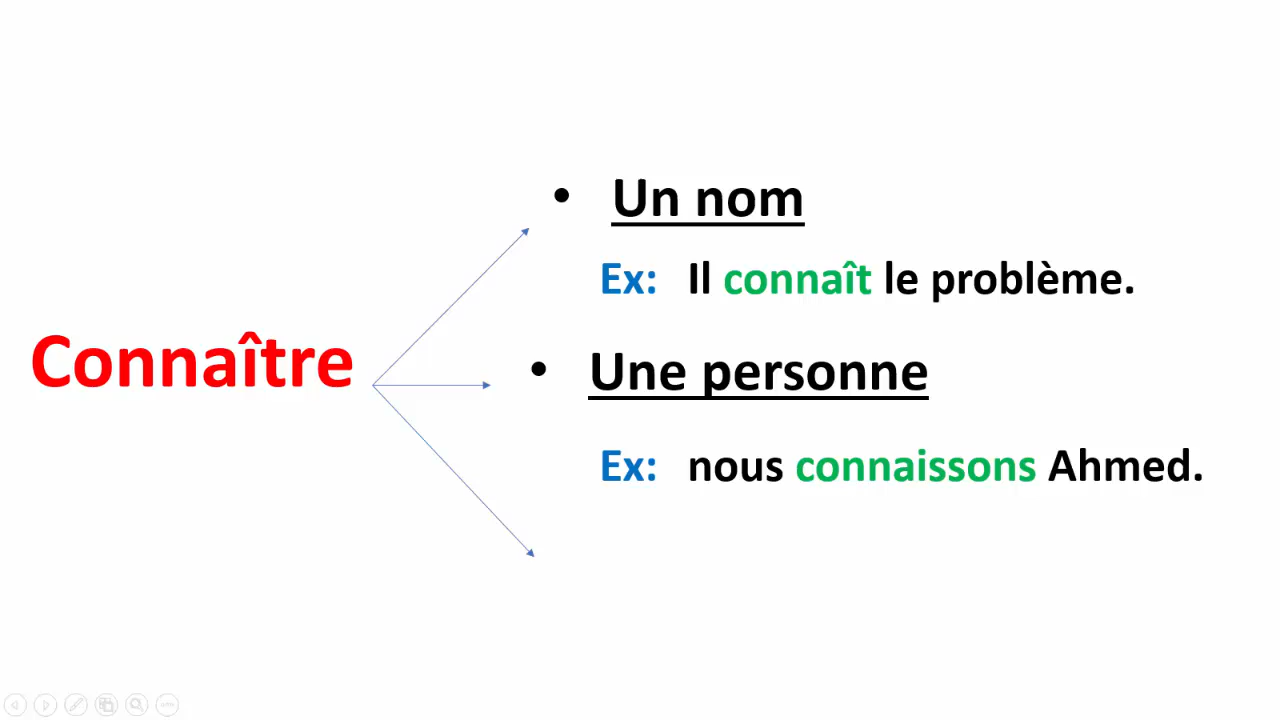 • Un nom
Ex: Il connaît le problème.
Connaître
• Une personne
Ex: nous connaissons Ahmed.